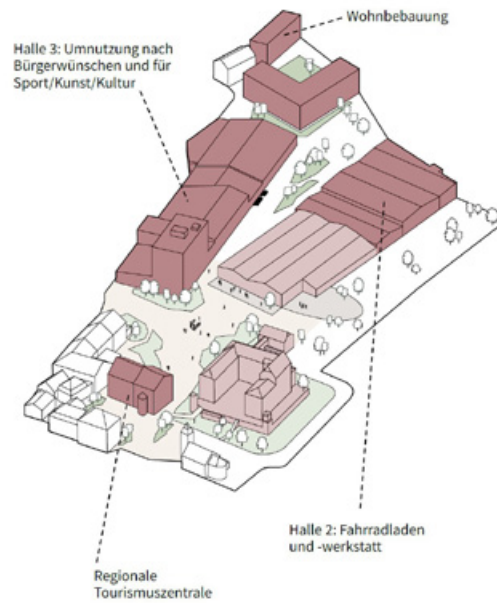 Wohnbebauung
Halle 3: Umnutzung nach
Bürgerwünschen und für
Sport/Kunst/Kultur
Halle 2: Fahrradladen
und -werkstatt
Regionale
Tourismuszentrale